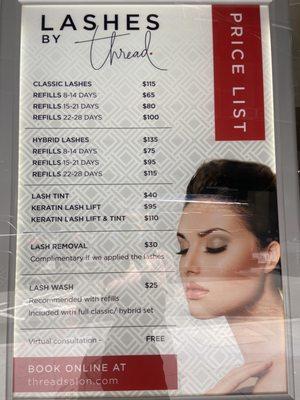 LASHES
BY thread.
PRICE LIST
CLASSIC LASHES $115
REFILLS 8-14 DAYS $65
REFILLS 15-21 DAYS $80
REFILLS 22-28 DAYS $100
HYBRID LASHES $135
REFILLS 8-14 DAYS $75
REFILLS 15-21 DAYS $95
REFILLS 22-28 DAYS $115
LASH TINT $40
KERATIN LASH LIFT $95
KERATIN LASH LIFT & TINT $110
LASH REMOVAL $30
Complimentary if we applied the lashes
LASH WASH $25
Recommended with refills
Included with full classic/ hybrid set
Virtual consultation - FREE
BOOK ONLINE AT
threadsalon.com